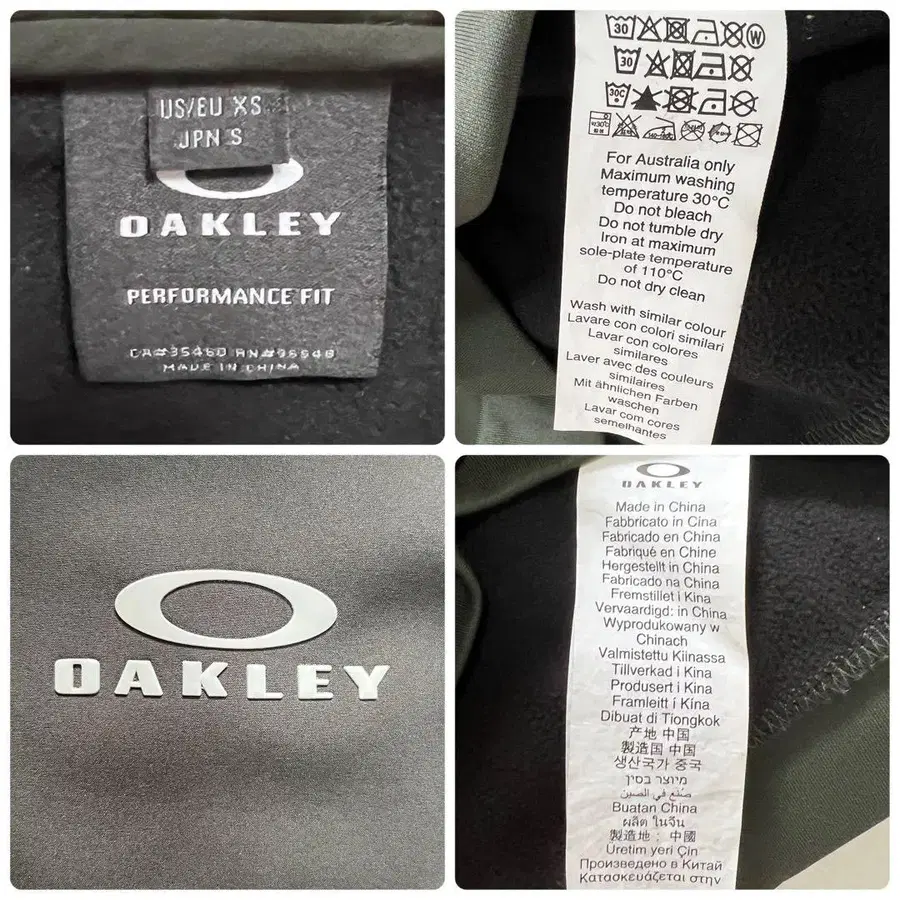 US/EU XS
JPN S
OAKLEY
PERFORMANCE FIT
CA#35460 RN#96548
MADE IN CHINA
30
W
30
30C
For Australia only
Maximum washing
temperature 30°C
Do not bleach
Do not tumble dry
Iron at maximum
sole-plate temperature
of 110°C
Do not dry clean
Wash with similar colour
Lavare con colori similari
Lavar con colores
similares
Laver avec des couleurs
similaires
Mit ähnlichen Farben
waschen
Lavar com cores
semelhantes
OAKLEY
OAKLEY
Made in China
Fabbricato in Cina
Fabricado en China
Fabriqué en Chine
Hergestellt in China
Fabricado na China
Fremstillet i Kina
Vervaardigd: in China
Wyprodukowany w
Chinach
Valmistettu Kiinassa
Tillverkad i Kina
Produsert i Kina
Framleitt í Kína
Dibuat di Tiongkok
产地 中国
製造国 中国
생산국가 중국
מיוצר בסין
صنع في الصين
Buatan China
ผลิต ในจีน
製造地：中國
Üretim yeri Çin
Произведено в Китай
Κατασκευάζεται στην